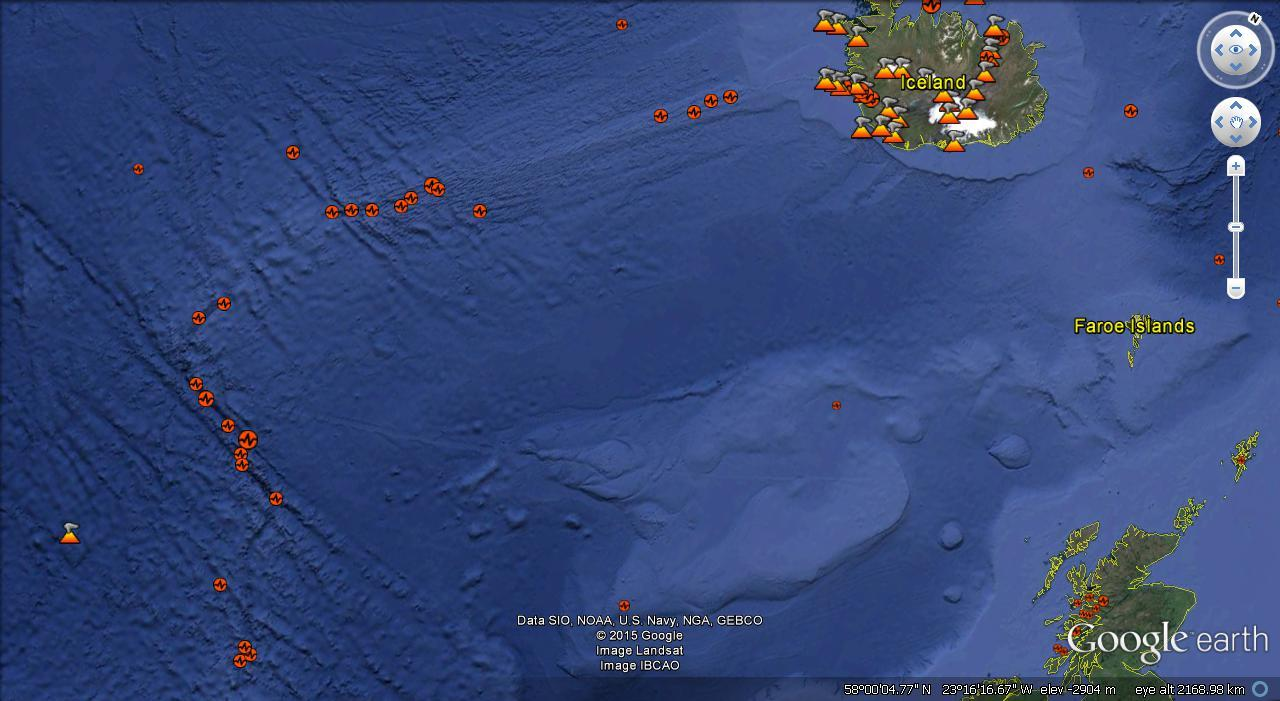 N
Iceland
Faroe Islands
Data SIO, NOAA, U.S. Navy, NGA, GEBCO
© 2015 Google
Image Landsat
Image IBCAO
Google earth
58°00'04.77" N 23°16'16.67" W elev -2904 m eye alt 2168.98 km